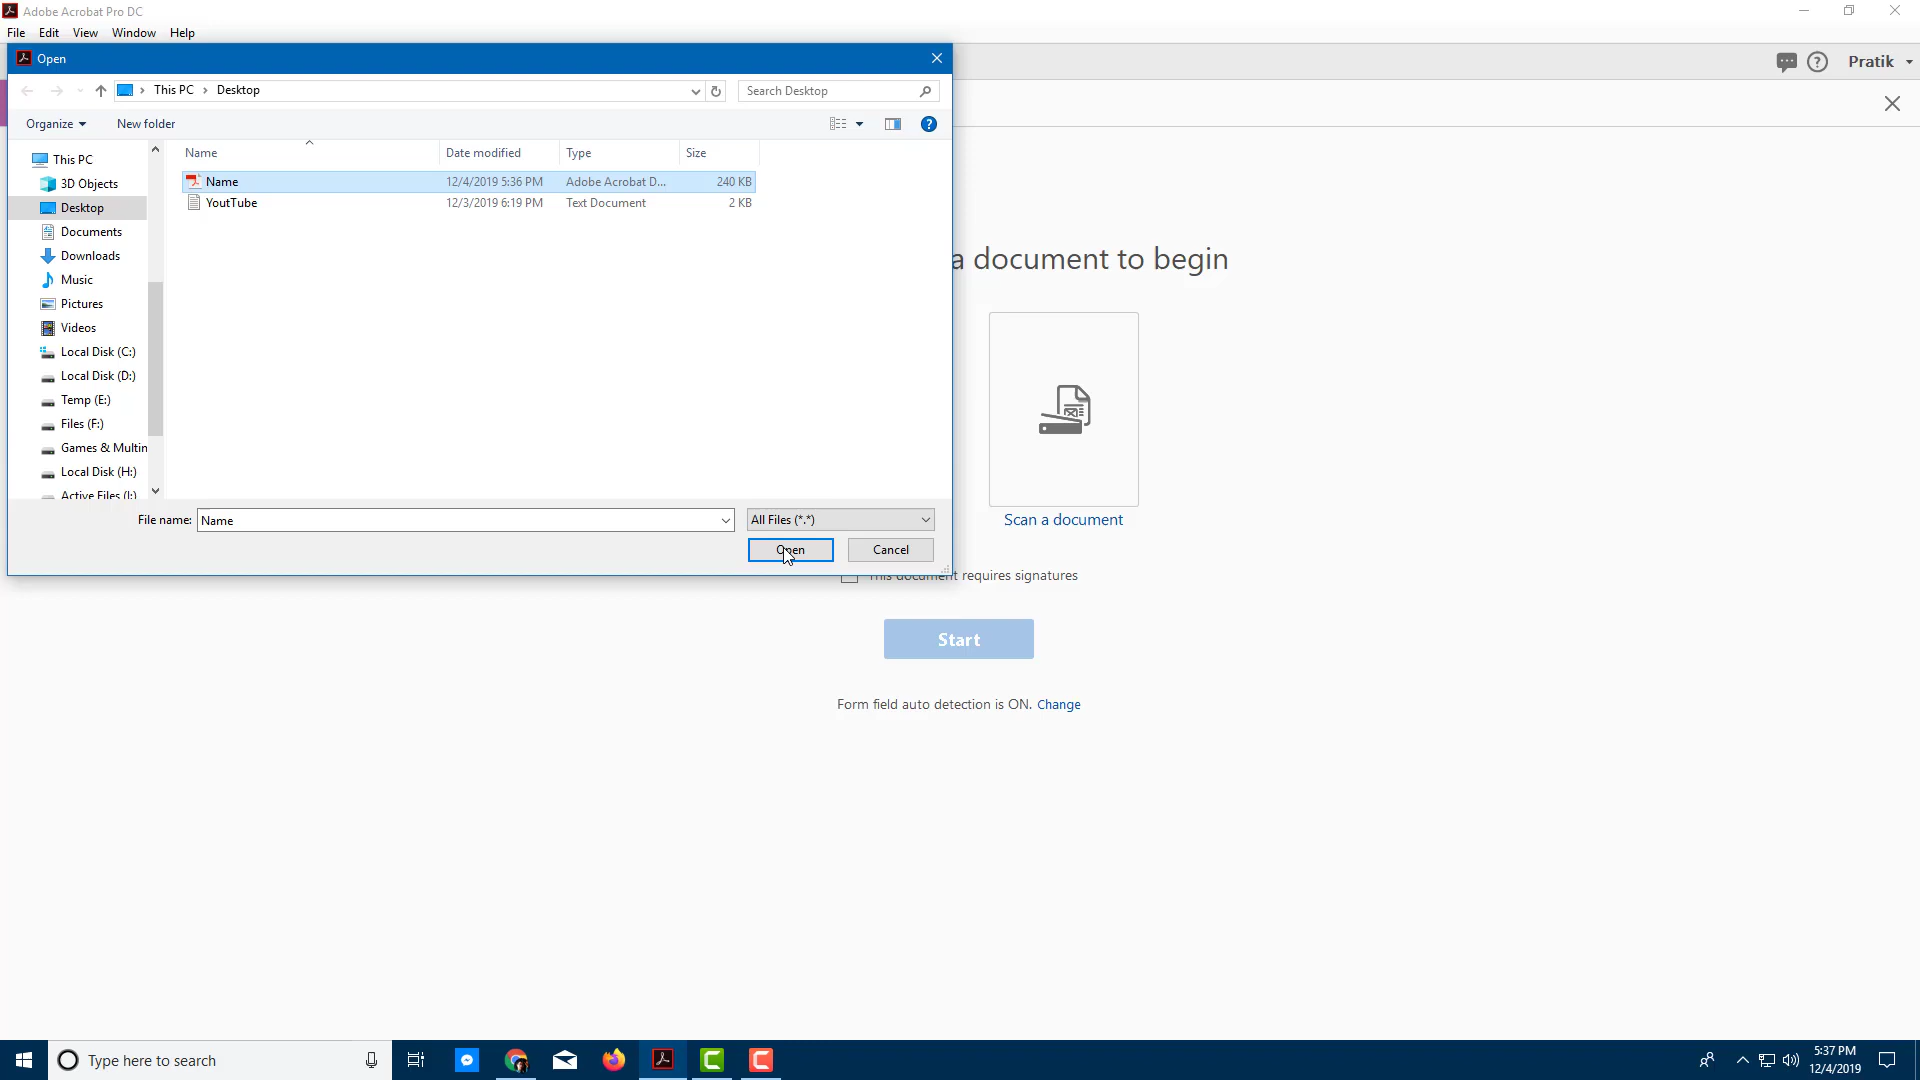 Adobe Acrobat Pro DC
File Edit View Window Help
Open
Pratik
This PC Desktop
Search Desktop
Organize New folder
Name Date modified Type Size
This PC
3D Objects
Desktop
Documents
Downloads
Music
Pictures
Videos
Local Disk (C:)
Local Disk (D:)
Temp (E:)
Files (F:)
Games & Multin
Local Disk (H:)
Active Files (I:)
Name 12/4/2019 5:36 PM Adobe Acrobat D... 240 KB
YoutTube 12/3/2019 6:19 PM Text Document 2 KB
File name: Name All Files (*.*)
Open Cancel
a document to begin
Scan a document
This document requires signatures
Start
Form field auto detection is ON. Change
Type here to search
5:37 PM
12/4/2019